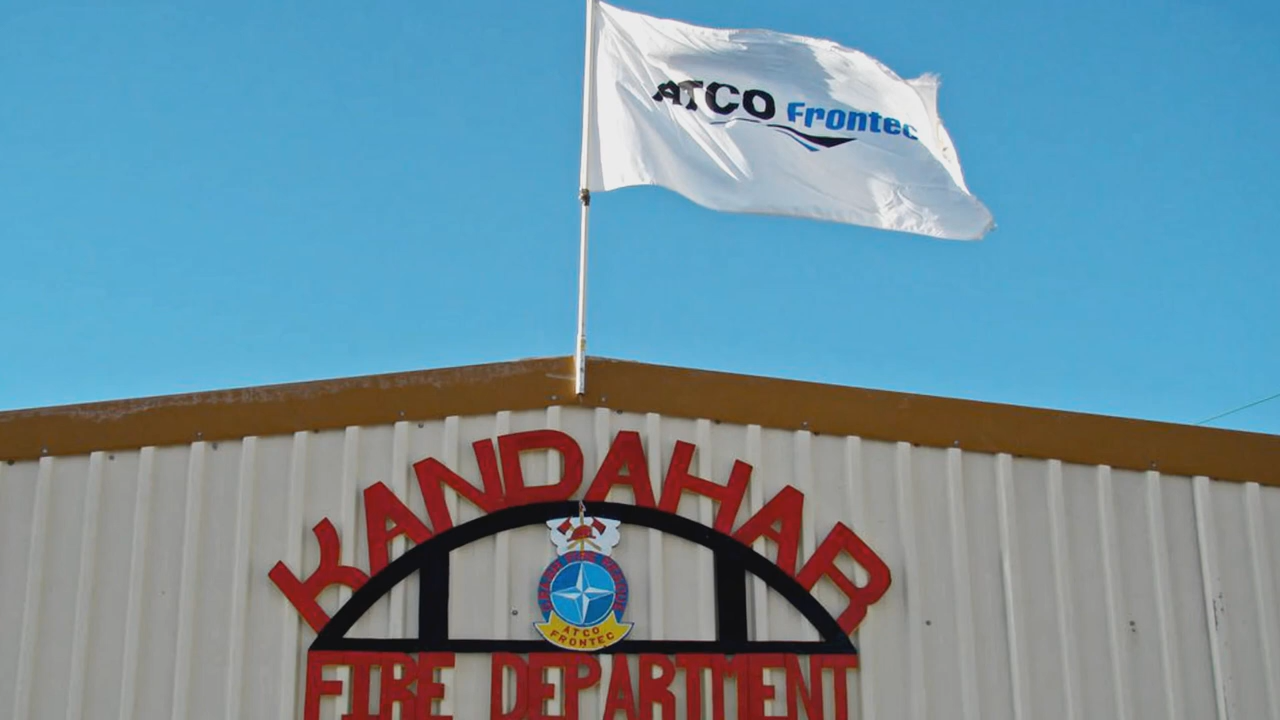 ATCO Frontec
KANDAHAR
ATCO
FRONTEC
FIRE DEPARTMENT